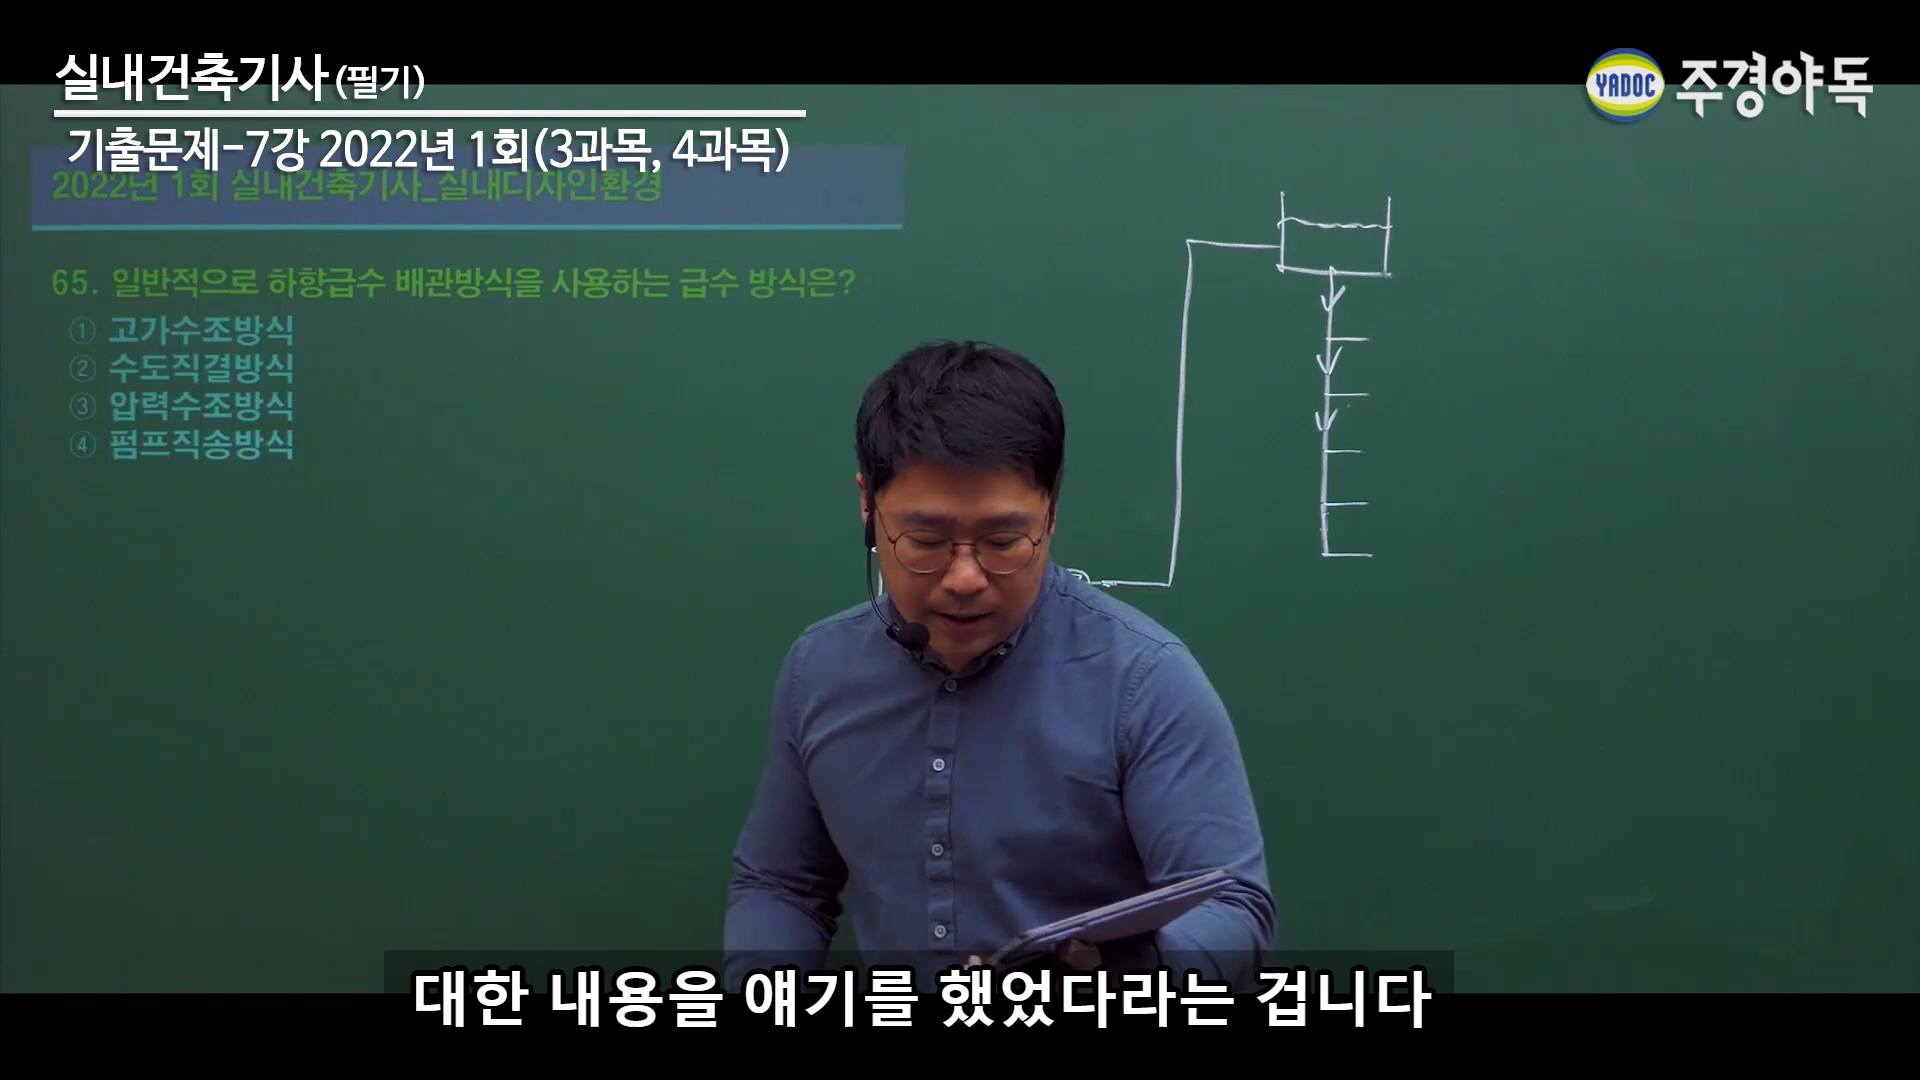 실내건축기사(필기)
기출문제-7강 2022년 1회(3과목, 4과목)
YADOC 주경야독
2022년 1회 실내건축기사_실내디자인환경
65. 일반적으로 하향급수 배관방식을 사용하는 급수 방식은?
① 고가수조방식
② 수도직결방식
③ 압력수조방식
④ 펌프직송방식
대한 내용을 얘기를 했었다라는 겁니다